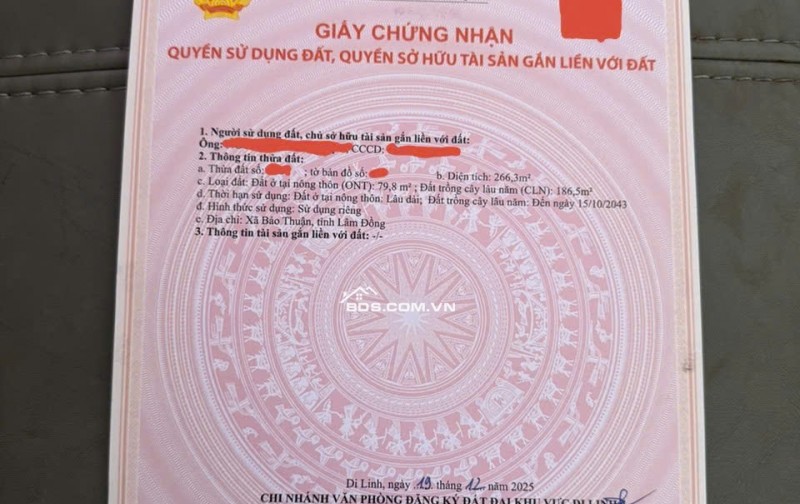 GIẤY CHỨNG NHẬN
QUYỀN SỬ DỤNG ĐẤT, QUYỀN SỞ HỮU TÀI SẢN GẮN LIỀN VỚI ĐẤT
1. Người sử dụng đất, chủ sở hữu tài sản gắn liền với đất:
Ông: CCCD:
2. Thông tin thửa đất:
a. Thửa đất số: ; tờ bản đồ số: b. Diện tích: 266,3m²
c. Loại đất: Đất ở tại nông thôn (ONT): 79,8 m² ; Đất trồng cây lâu năm (CLN): 186,5m²
d. Thời hạn sử dụng: Đất ở tại nông thôn: Lâu dài; Đất trồng cây lâu năm: Đến ngày 15/10/2043
đ. Hình thức sử dụng: Sử dụng riêng
e. Địa chỉ: Xã Bảo Thuận, tỉnh Lâm Đồng
3. Thông tin tài sản gắn liền với đất: -/-
BDS.COM.VN
Di Linh, ngày 19 tháng 12 năm 2025
CHI NHÁNH VĂN PHÒNG ĐĂNG KÝ ĐẤT ĐAI KHU VỰC DI